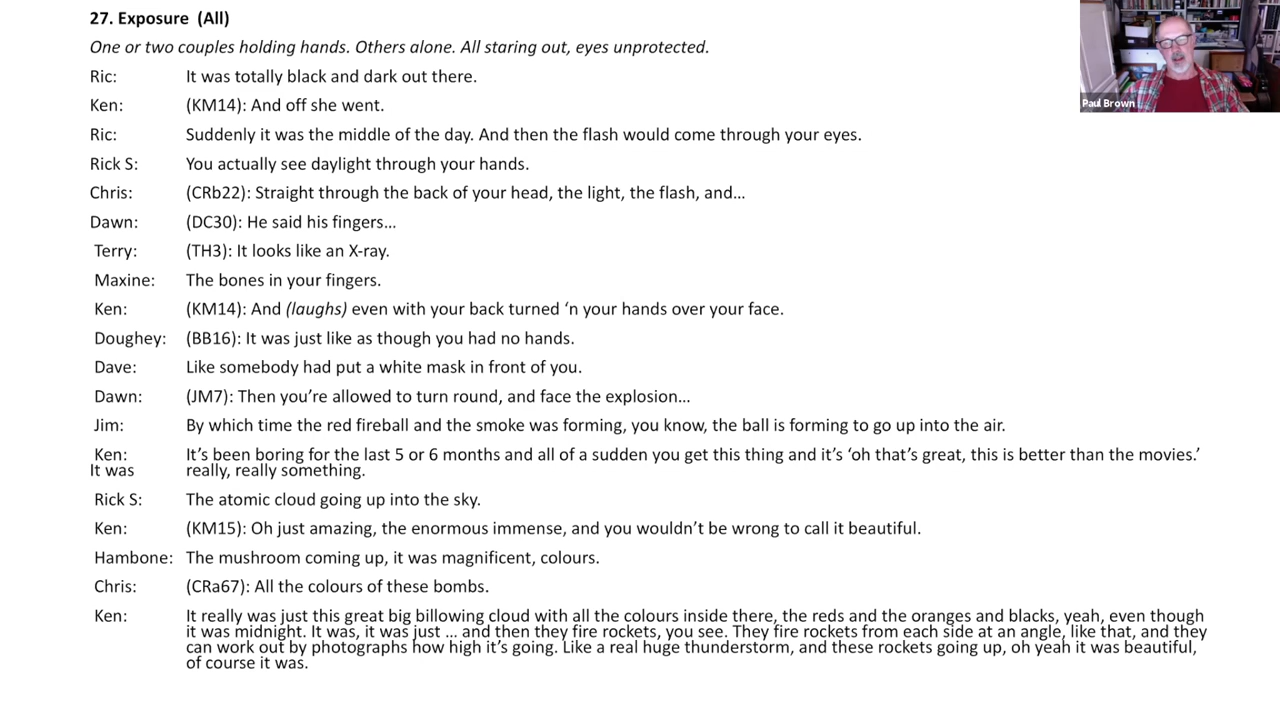 27. Exposure (All)
One or two couples holding hands. Others alone. All staring out, eyes unprotected.
Paul Brown
Ric: It was totally black and dark out there.
Ken: (KM14): And off she went.
Ric: Suddenly it was the middle of the day. And then the flash would come through your eyes.
Rick S: You actually see daylight through your hands.
Chris: (CRb22): Straight through the back of your head, the light, the flash, and…
Dawn: (DC30): He said his fingers…
Terry: (TH3): It looks like an X-ray.
Maxine: The bones in your fingers.
Ken: (KM14): And (laughs) even with your back turned ‘n your hands over your face.
Doughey: (BB16): It was just like as though you had no hands.
Dave: Like somebody had put a white mask in front of you.
Dawn: (JM7): Then you’re allowed to turn round, and face the explosion…
Jim: By which time the red fireball and the smoke was forming, you know, the ball is forming to go up into the air.
Ken: It’s been boring for the last 5 or 6 months and all of a sudden you get this thing and it’s ‘oh that’s great, this is better than the movies.’
It was really, really something.
Rick S: The atomic cloud going up into the sky.
Ken: (KM15): Oh just amazing, the enormous immense, and you wouldn’t be wrong to call it beautiful.
Hambone: The mushroom coming up, it was magnificent, colours.
Chris: (CRa67): All the colours of these bombs.
Ken: It really was just this great big billowing cloud with all the colours inside there, the reds and the oranges and blacks, yeah, even though
it was midnight. It was, it was just … and then they fire rockets, you see. They fire rockets from each side at an angle, like that, and they
can work out by photographs how high it’s going. Like a real huge thunderstorm, and these rockets going up, oh yeah it was beautiful,
of course it was.